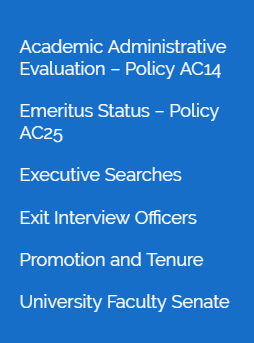 Academic Administrative
Evaluation – Policy AC14
Emeritus Status – Policy
AC25
Executive Searches
Exit Interview Officers
Promotion and Tenure
University Faculty Senate